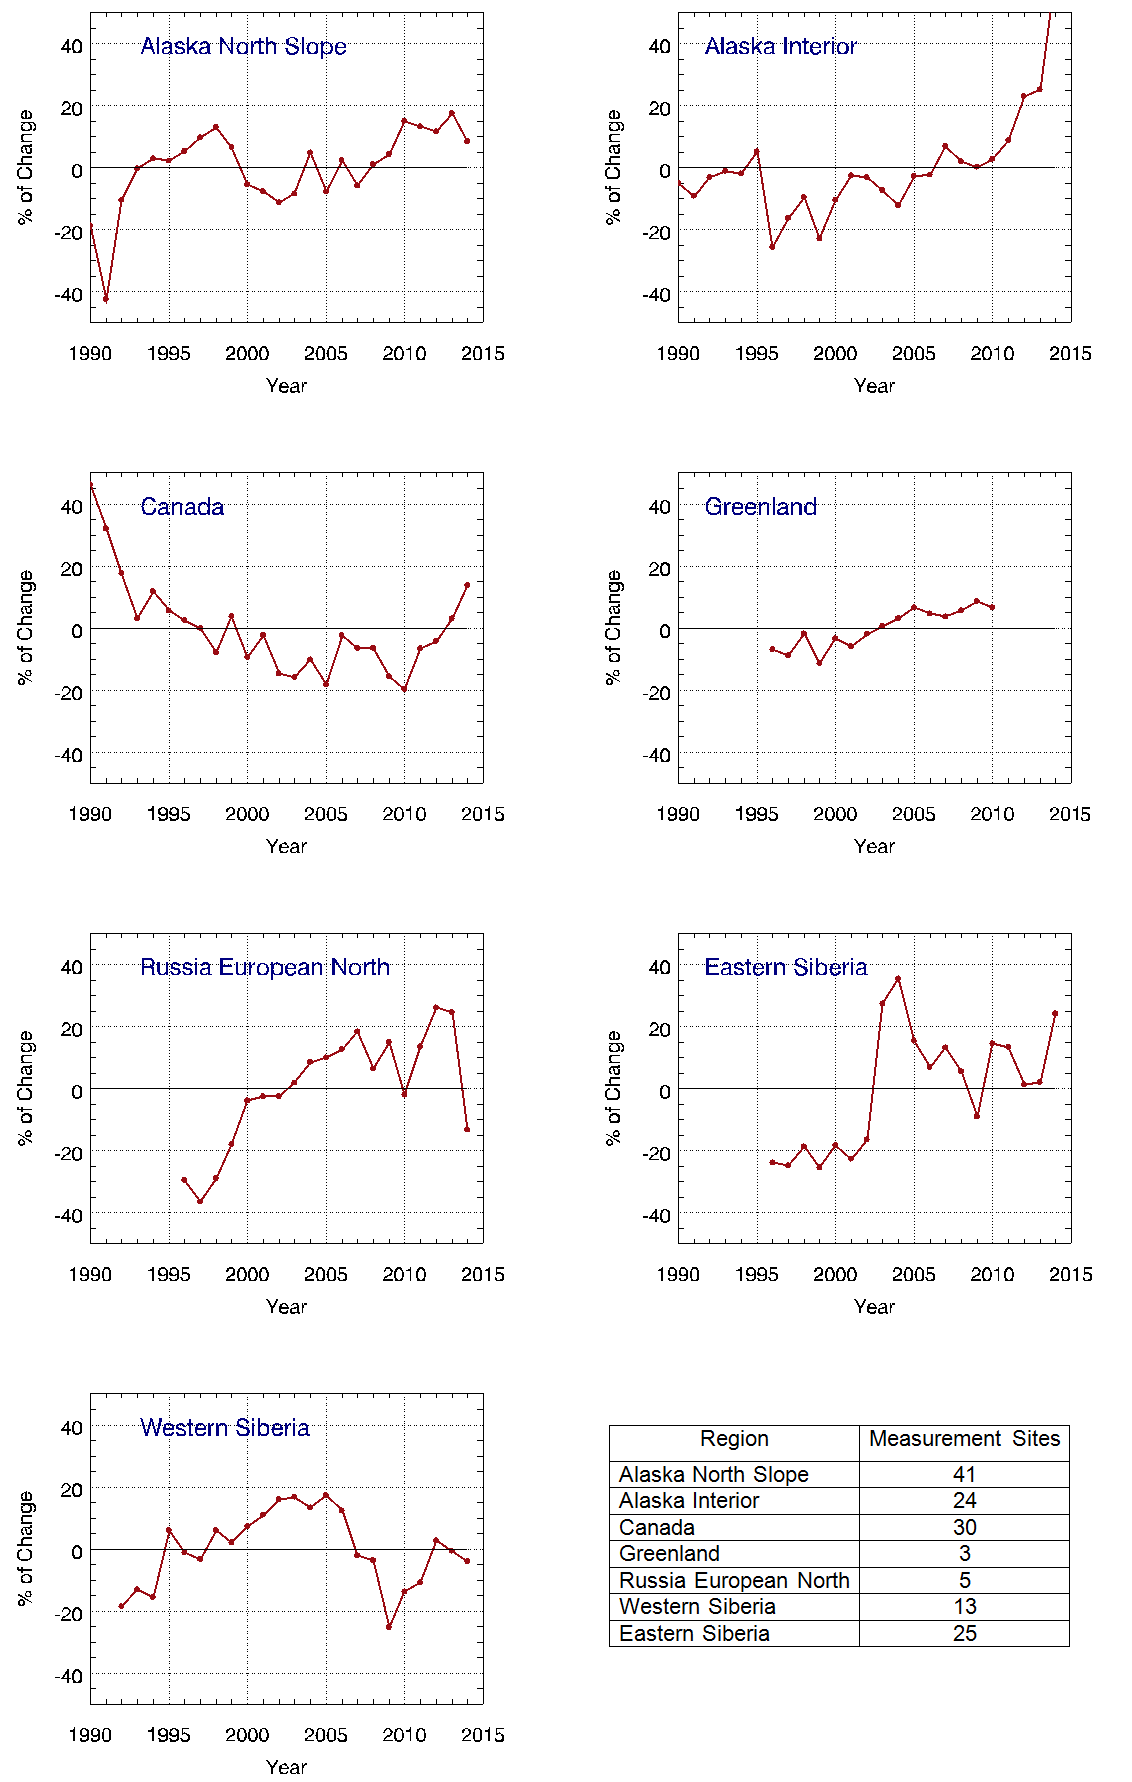 Alaska North Slope
% of Change
40
20
0
-20
-40
1990 1995 2000 2005 2010 2015
Year
Alaska Interior
% of Change
40
20
0
-20
-40
1990 1995 2000 2005 2010 2015
Year
Canada
% of Change
40
20
0
-20
-40
1990 1995 2000 2005 2010 2015
Year
Greenland
% of Change
40
20
0
-20
-40
1990 1995 2000 2005 2010 2015
Year
Russia European North
% of Change
40
20
0
-20
-40
1990 1995 2000 2005 2010 2015
Year
Eastern Siberia
% of Change
40
20
0
-20
-40
1990 1995 2000 2005 2010 2015
Year
Western Siberia
% of Change
40
20
0
-20
-40
1990 1995 2000 2005 2010 2015
Year
Region Measurement Sites
Alaska North Slope 41
Alaska Interior 24
Canada 30
Greenland 3
Russia European North 5
Western Siberia 13
Eastern Siberia 25